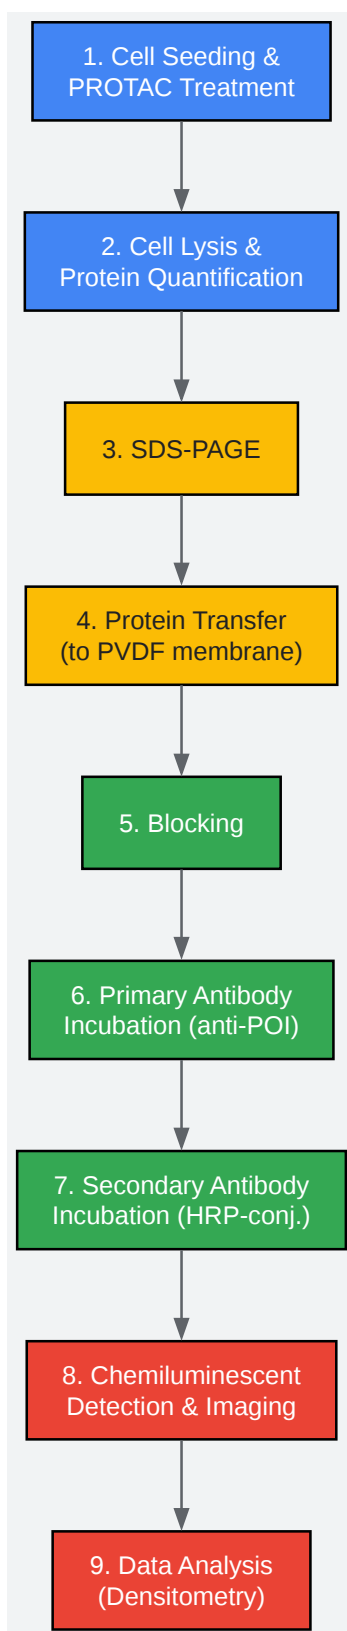 1. Cell Seeding &
PROTAC Treatment
2. Cell Lysis &
Protein Quantification
3. SDS-PAGE
4. Protein Transfer
(to PVDF membrane)
5. Blocking
6. Primary Antibody
Incubation (anti-POI)
7. Secondary Antibody
Incubation (HRP-conj.)
8. Chemiluminescent
Detection & Imaging
9. Data Analysis
(Densitometry)